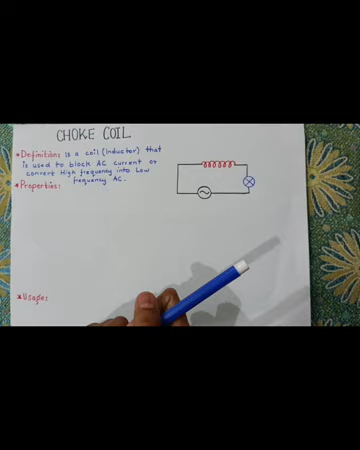 CHOKE COIL
*Definition: is a coil (Inductor) that
is used to block AC current or
convert High frequency into Low
frequency AC.
*Properties:
*Usage: